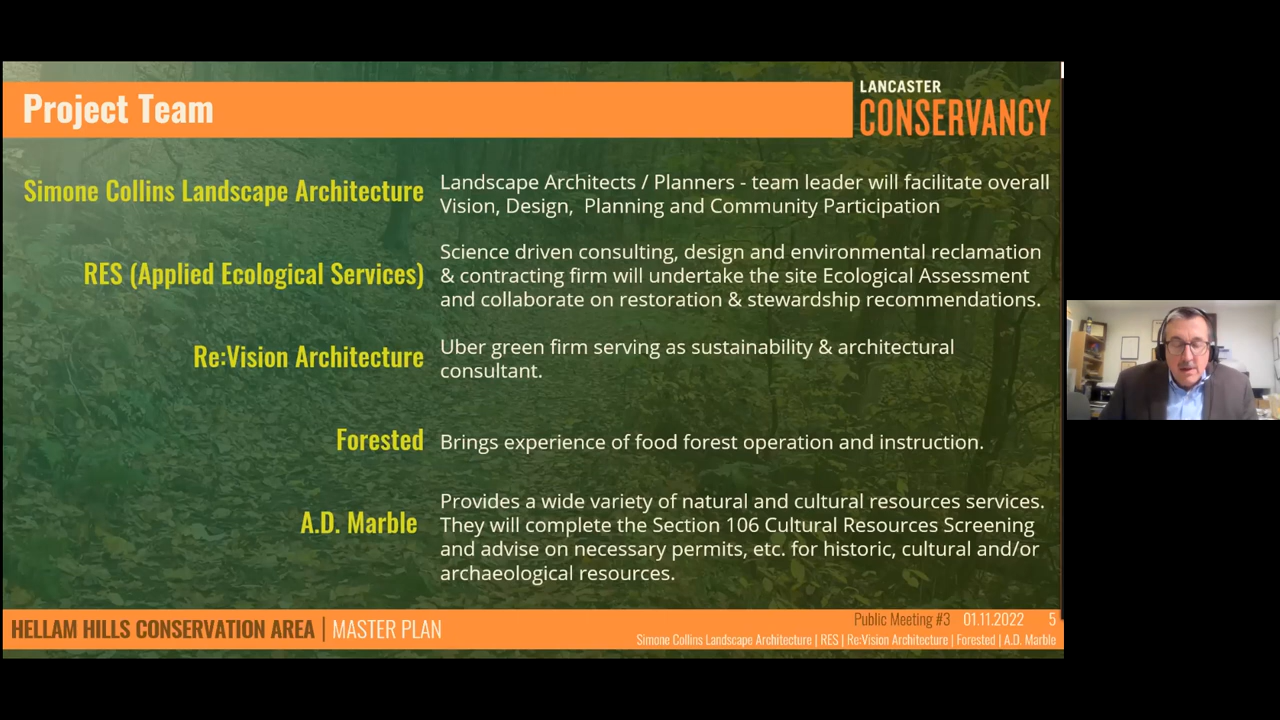 Project Team
LANCASTER
CONSERVANCY
Simone Collins Landscape Architecture
Landscape Architects / Planners - team leader will facilitate overall
Vision, Design, Planning and Community Participation
RES (Applied Ecological Services)
Science driven consulting, design and environmental reclamation
& contracting firm will undertake the site Ecological Assessment
and collaborate on restoration & stewardship recommendations.
Re:Vision Architecture
Uber green firm serving as sustainability & architectural
consultant.
Forested
Brings experience of food forest operation and instruction.
A.D. Marble
Provides a wide variety of natural and cultural resources services.
They will complete the Section 106 Cultural Resources Screening
and advise on necessary permits, etc. for historic, cultural and/or
archaeological resources.
HELLAM HILLS CONSERVATION AREA | MASTER PLAN
Public Meeting #3 01.11.2022 5
Simone Collins Landscape Architecture | RES | Re:Vision Architecture | Forested | A.D. Marble